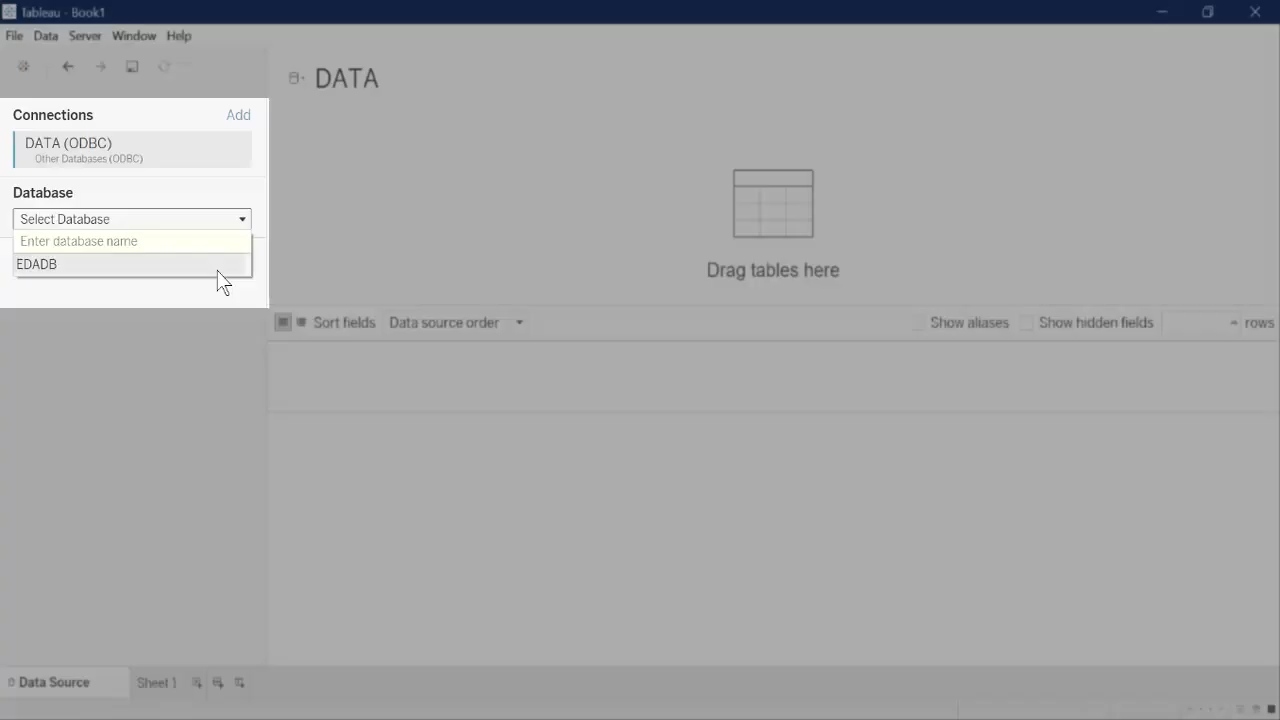 Tableau - Book1
File Data Server Window Help
DATA
Connections Add
DATA (ODBC)
Other Databases (ODBC)
Database
Select Database
Enter database name
EDADB
Drag tables here
Sort fields Data source order Show aliases Show hidden fields rows
Data Source Sheet 1